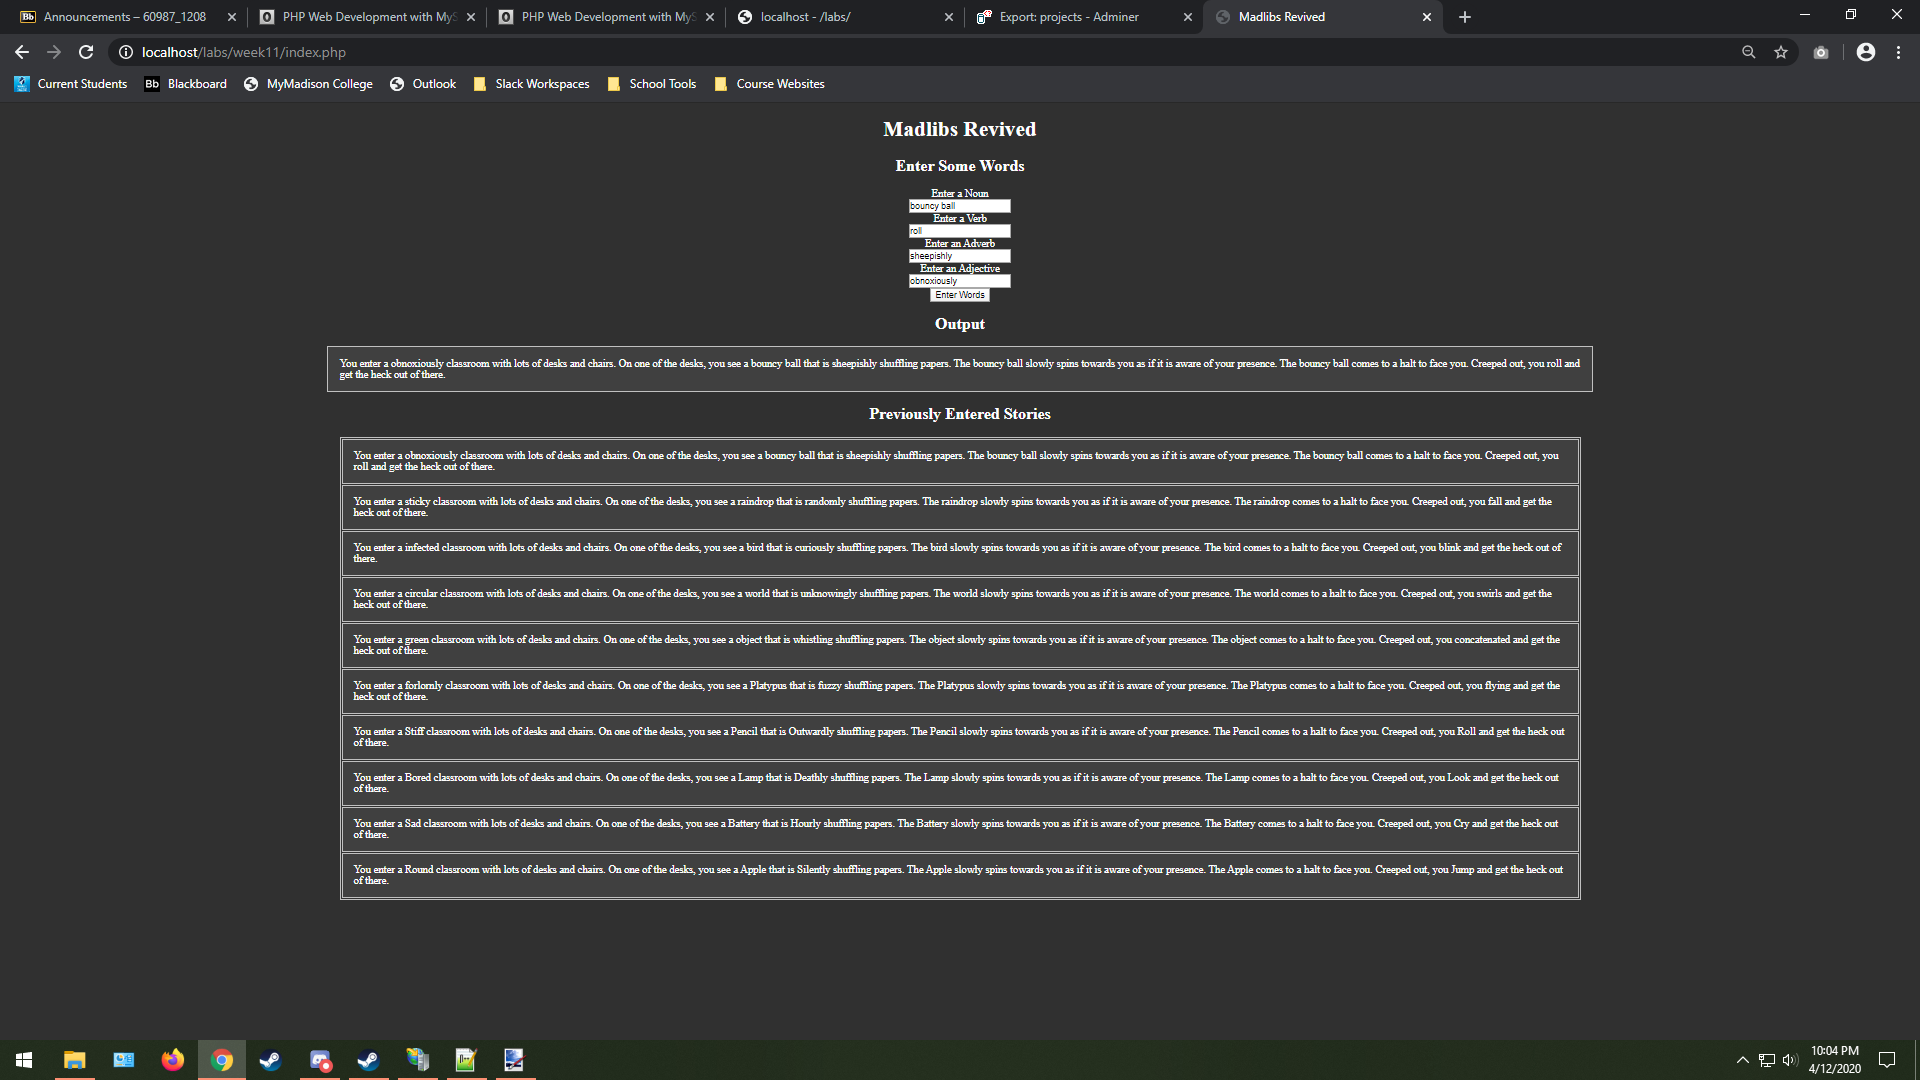 Announcements – 60987_1208
PHP Web Development with MyS
PHP Web Development with MyS
localhost - /labs/
Export: projects - Adminer
Madlibs Revived
localhost/labs/week11/index.php
Current Students
Bb Blackboard
MyMadison College
Outlook
Slack Workspaces
School Tools
Course Websites
Madlibs Revived
Enter Some Words
Enter a Noun
bouncy ball
Enter a Verb
roll
Enter an Adverb
sheepishly
Enter an Adjective
obnoxiously
Enter Words
Output
You enter a obnoxiously classroom with lots of desks and chairs. On one of the desks, you see a bouncy ball that is sheepishly shuffling papers. The bouncy ball slowly spins towards you as if it is aware of your presence. The bouncy ball comes to a halt to face you. Creeped out, you roll and
get the heck out of there.
Previously Entered Stories
You enter a obnoxiously classroom with lots of desks and chairs. On one of the desks, you see a bouncy ball that is sheepishly shuffling papers. The bouncy ball slowly spins towards you as if it is aware of your presence. The bouncy ball comes to a halt to face you. Creeped out, you
roll and get the heck out of there.
You enter a sticky classroom with lots of desks and chairs. On one of the desks, you see a raindrop that is randomly shuffling papers. The raindrop slowly spins towards you as if it is aware of your presence. The raindrop comes to a halt to face you. Creeped out, you fall and get the
heck out of there.
You enter a infected classroom with lots of desks and chairs. On one of the desks, you see a bird that is curiously shuffling papers. The bird slowly spins towards you as if it is aware of your presence. The bird comes to a halt to face you. Creeped out, you blink and get the heck out of
there.
You enter a circular classroom with lots of desks and chairs. On one of the desks, you see a world that is unknowingly shuffling papers. The world slowly spins towards you as if it is aware of your presence. The world comes to a halt to face you. Creeped out, you swirls and get the
heck out of there.
You enter a green classroom with lots of desks and chairs. On one of the desks, you see a object that is whistling shuffling papers. The object slowly spins towards you as if it is aware of your presence. The object comes to a halt to face you. Creeped out, you concatenated and get the
heck out of there.
You enter a forlornly classroom with lots of desks and chairs. On one of the desks, you see a Platypus that is fuzzy shuffling papers. The Platypus slowly spins towards you as if it is aware of your presence. The Platypus comes to a halt to face you. Creeped out, you flying and get the
heck out of there.
You enter a Stiff classroom with lots of desks and chairs. On one of the desks, you see a Pencil that is Outwardly shuffling papers. The Pencil slowly spins towards you as if it is aware of your presence. The Pencil comes to a halt to face you. Creeped out, you Roll and get the heck out
of there.
You enter a Bored classroom with lots of desks and chairs. On one of the desks, you see a Lamp that is Deathly shuffling papers. The Lamp slowly spins towards you as if it is aware of your presence. The Lamp comes to a halt to face you. Creeped out, you Look and get the heck out
of there.
You enter a Sad classroom with lots of desks and chairs. On one of the desks, you see a Battery that is Hourly shuffling papers. The Battery slowly spins towards you as if it is aware of your presence. The Battery comes to a halt to face you. Creeped out, you Cry and get the heck out
of there.
You enter a Round classroom with lots of desks and chairs. On one of the desks, you see a Apple that is Silently shuffling papers. The Apple slowly spins towards you as if it is aware of your presence. The Apple comes to a halt to face you. Creeped out, you Jump and get the heck out
of there.
10:04 PM
4/12/2020